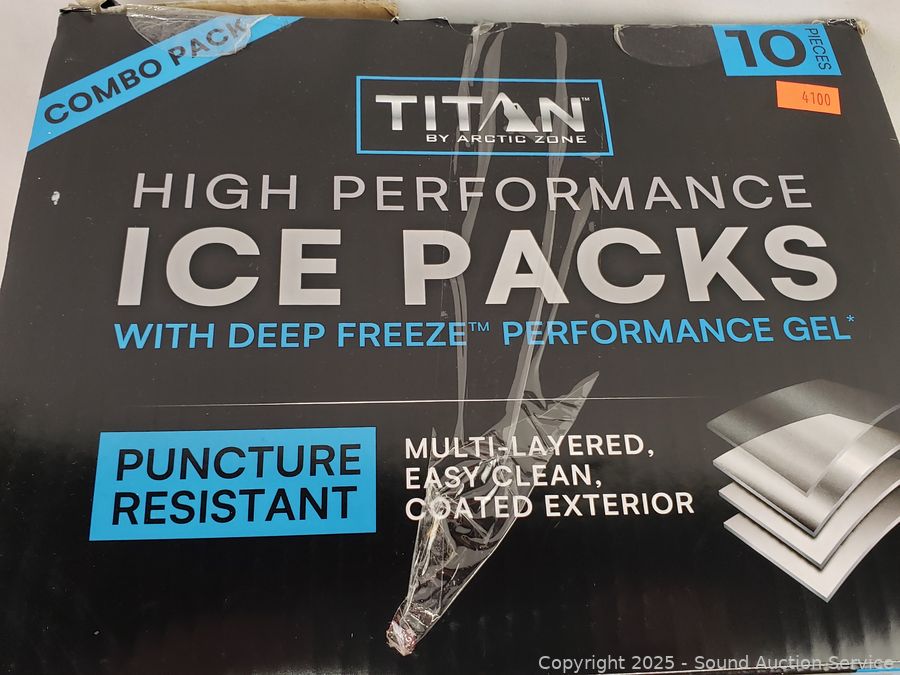 COMBO PACK
10 PIECES
4100
TITAN™
BY ARCTIC ZONE
HIGH PERFORMANCE
ICE PACKS
WITH DEEP FREEZE™ PERFORMANCE GEL*
PUNCTURE
RESISTANT
MULTI-LAYERED,
EASY CLEAN,
COATED EXTERIOR
Copyright 2025 - Sound Auction Service